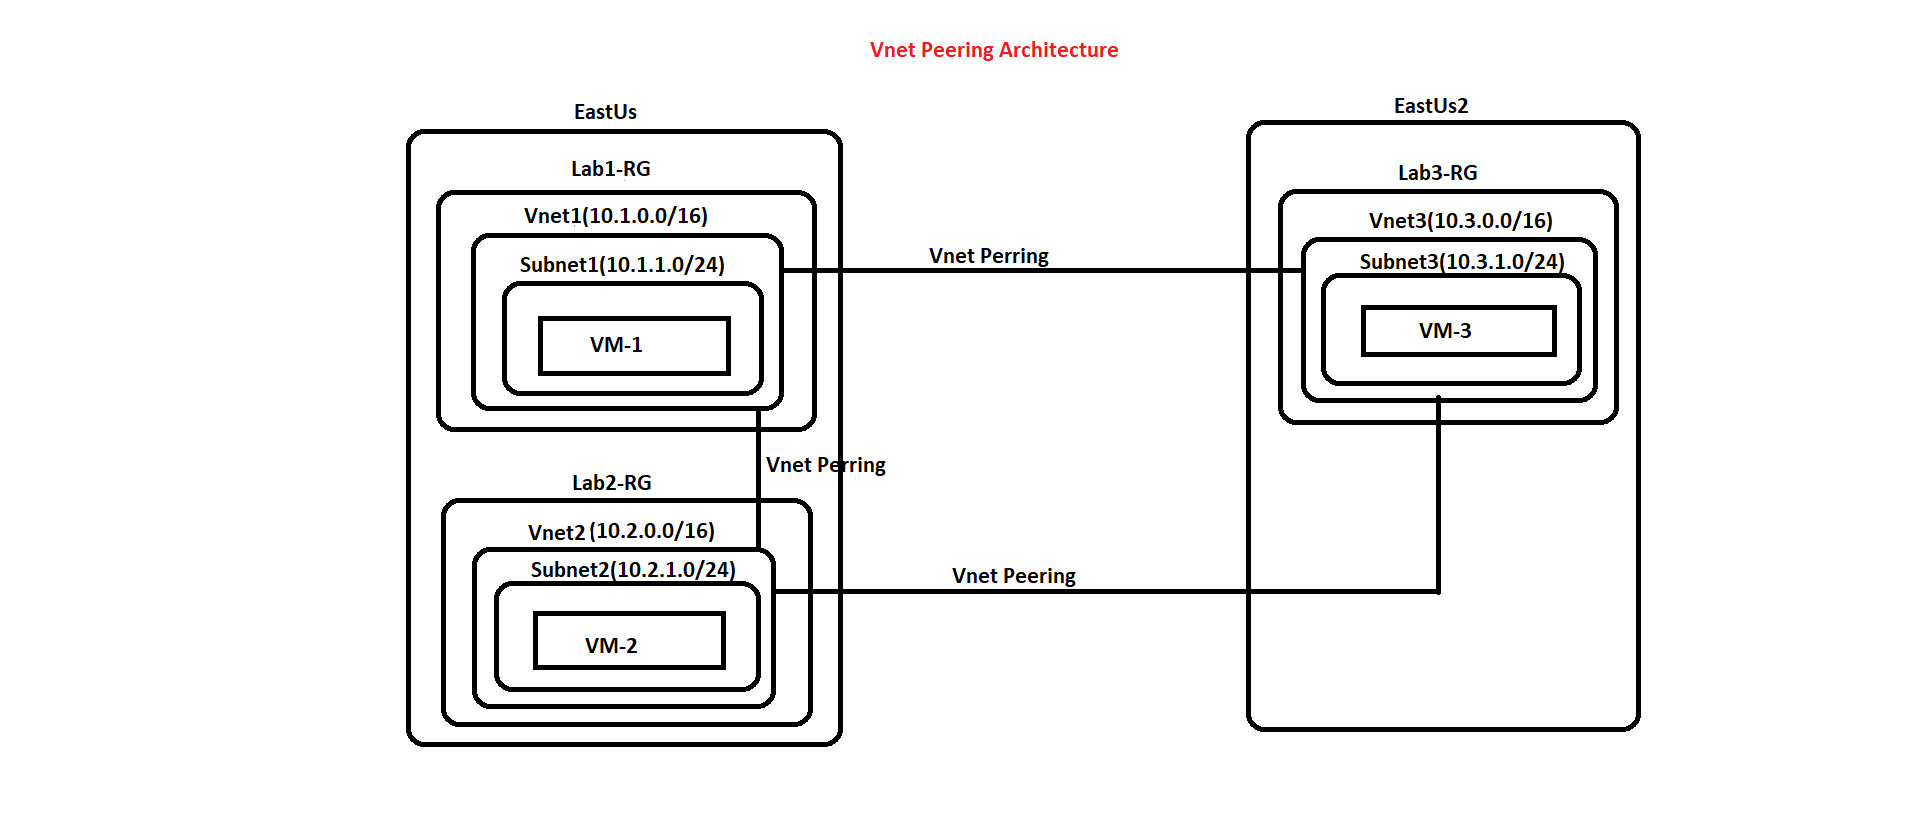 Vnet Peering Architecture
EastUs
Lab1-RG
Vnet1(10.1.0.0/16)
Subnet1(10.1.1.0/24)
VM-1
Vnet Perring
Lab2-RG
Vnet2 (10.2.0.0/16)
Subnet2(10.2.1.0/24)
VM-2
Vnet Perring
Vnet Peering
EastUs2
Lab3-RG
Vnet3(10.3.0.0/16)
Subnet3(10.3.1.0/24)
VM-3